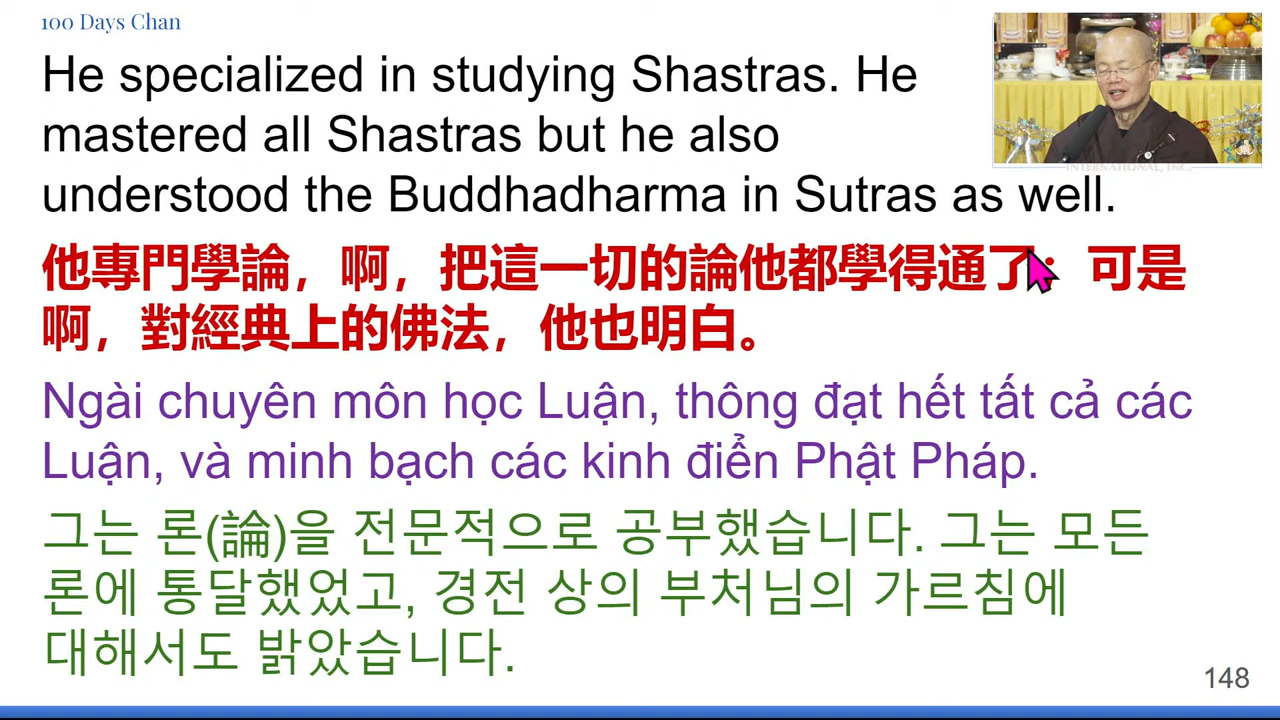 100 Days Chan
He specialized in studying Shastras. He
mastered all Shastras but he also
understood the Buddhadharma in Sutras as well.
他專門學論，啊，把這一切的論他都學得通了；可是
啊，對經典上的佛法，他也明白。
Ngài chuyên môn học Luận, thông đạt hết tất cả các
Luận, và minh bạch các kinh điển Phật Pháp.
그는 론(論)을 전문적으로 공부했습니다. 그는 모든
론에 통달했었고, 경전 상의 부처님의 가르침에
대해서도 밝았습니다.
148